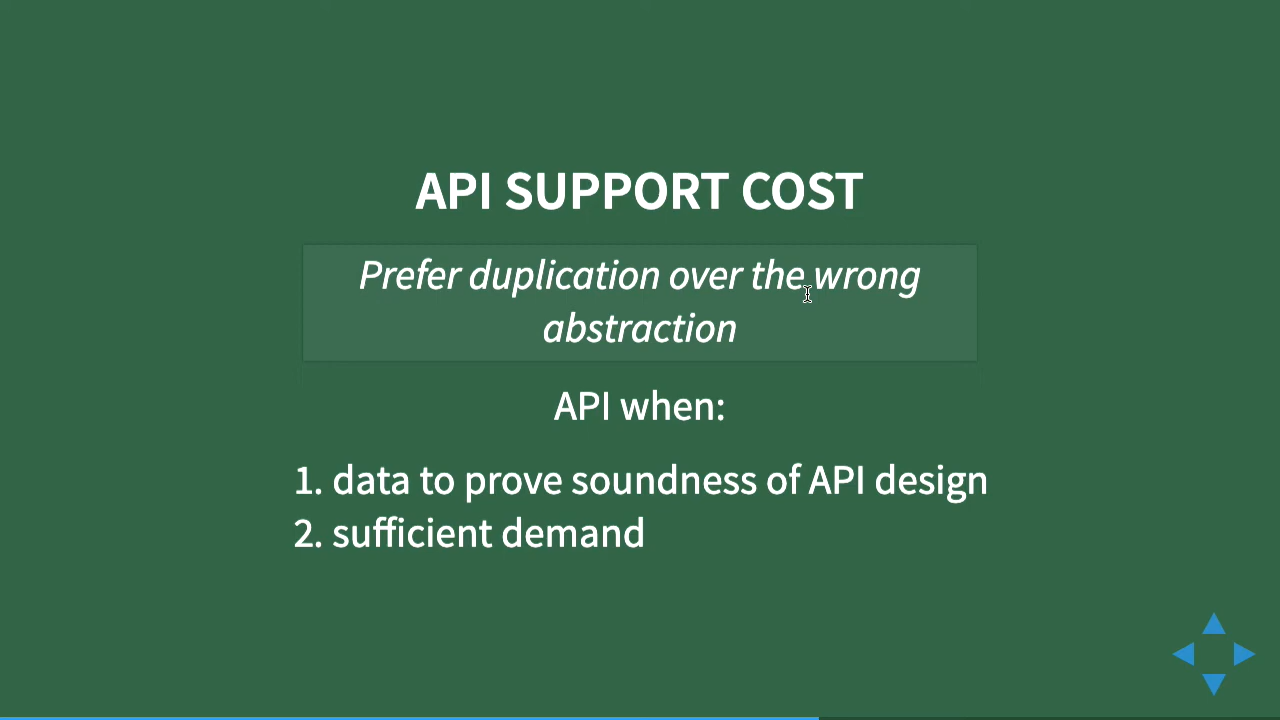 API SUPPORT COST
Prefer duplication over the wrong
abstraction
API when:
1. data to prove soundness of API design
2. sufficient demand